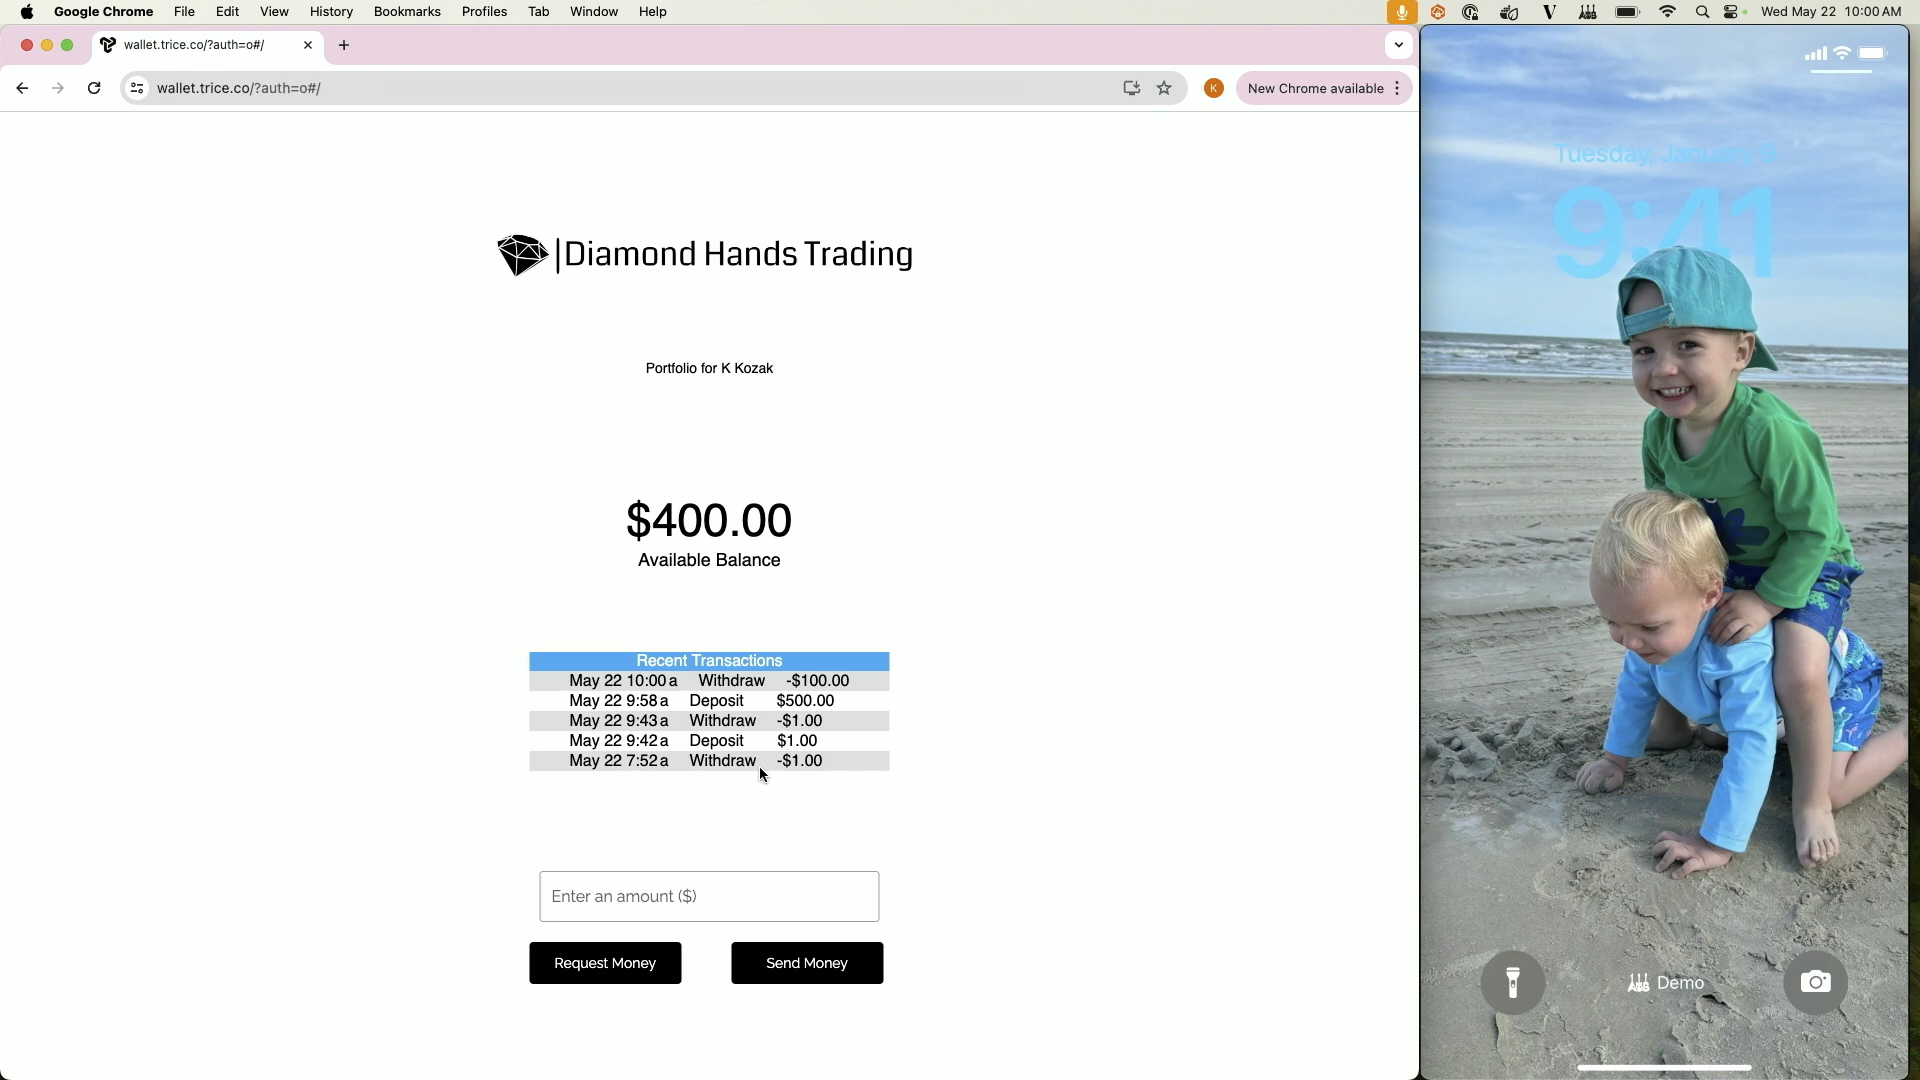 Google Chrome File Edit View History Bookmarks Profiles Tab Window Help
Wed May 22 10:00 AM
wallet.trice.co/?auth=o#/
wallet.trice.co/?auth=o#/
K
New Chrome available
Diamond Hands Trading
Portfolio for K Kozak
$400.00
Available Balance
Recent Transactions
May 22 10:00 a Withdraw -$100.00
May 22 9:58 a Deposit $500.00
May 22 9:43 a Withdraw -$1.00
May 22 9:42 a Deposit $1.00
May 22 7:52 a Withdraw -$1.00
Enter an amount ($)
Request Money Send Money
Tuesday, January 9
9:41
Demo